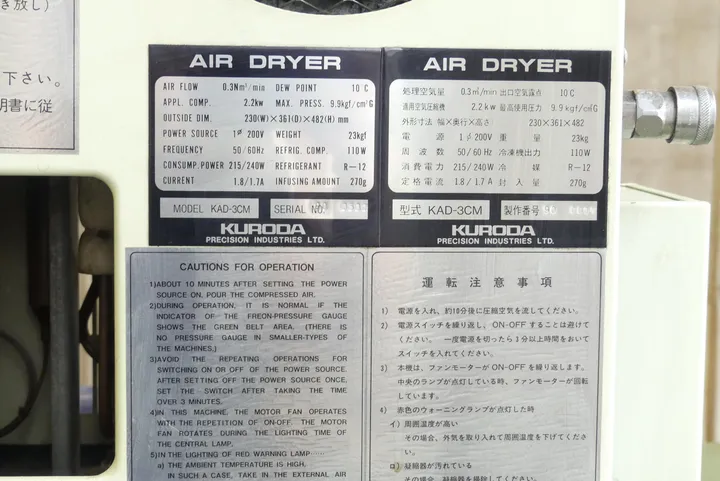 き放し)
下さい。
明書に従
AIR DRYER
AIR FLOW 0.3Nm³/min DEW POINT 10°C
APPL. COMP. 2.2kw MAX. PRESS. 9.9kgf/cm²G
OUTSIDE DIM. 230(W)×361(D)×482(H) mm
POWER SOURCE 1ø 200V WEIGHT 23kgf
FREQUENCY 50/60Hz REFRIG. COMP. 110W
CONSUMP. POWER 215/240W REFRIGERANT R-12
CURRENT 1.8/1.7A INFUSING AMOUNT 270g
MODEL KAD-3CM SERIAL NO.
KURODA
PRECISION INDUSTRIES LTD.
AIR DRYER
処理空気量 0.3㎥/min 出口空気露点 10°C
適用空気圧縮機 2.2kw 最高使用圧力 9.9kgf/cm²G
外形寸法 幅×奥行×高さ 230×361×482
電源 1ø200V 重量 23kg
周波数 50/60Hz 冷凍機出力 110W
消費電力 215/240W 冷媒 R-12
定格電流 1.8/1.7A 封入量 270g
型式 KAD-3CM 製作番号
KURODA
PRECISION INDUSTRIES LTD.
CAUTIONS FOR OPERATION
1)ABOUT 10 MINUTES AFTER SETTING THE POWER
SOURCE ON, POUR THE COMPRESSED AIR.
2)DURING OPERATION, IT IS NORMAL IF THE
INDICATOR OF THE FREON-PRESSURE GAUGE
SHOWS THE GREEN BELT AREA. (THERE IS
NO PRESSURE GAUGE IN SMALLER-TYPES OF
THE MACHINES.)
3)AVOID THE REPEATING OPERATIONS FOR
SWITCHING ON OR OFF OF THE POWER SOURCE.
AFTER SETTING OFF THE POWER SOURCE ONCE,
SET THE SWITCH AFTER TAKING THE TIME
OVER 3 MINUTES.
4)IN THIS MACHINE, THE MOTOR FAN OPERATES
WITH THE REPETITION OF ON-OFF. THE MOTOR
FAN ROTATES DURING THE LIGHTING TIME OF
THE CENTRAL LAMP.
5)IN THE LIGHTING OF RED WARNING LAMP……
a) THE AMBIENT TEMPERATURE IS HIGH.
IN SUCH A CASE, TAKE IN THE EXTERNAL AIR
運転注意事項
1) 電源を入れ、約10分後に圧縮空気を流してください。
2) 電源スイッチを繰り返し、ON-OFFすることは避けて
ください。一度電源を切ったら3分以上時間をおいて
スイッチを入れてください。
3) 本機は、ファンモーターがON-OFFを繰り返します。
中央のランプが点灯している時、ファンモーターが回転
しています。
4) 赤色のウォーニングランプが点灯した時
イ)周囲温度が高い
その場合、外気を取り入れて周囲温度を下げてくださ
い。
ロ)凝縮器が汚れている
その場合、凝縮器を掃除してください。